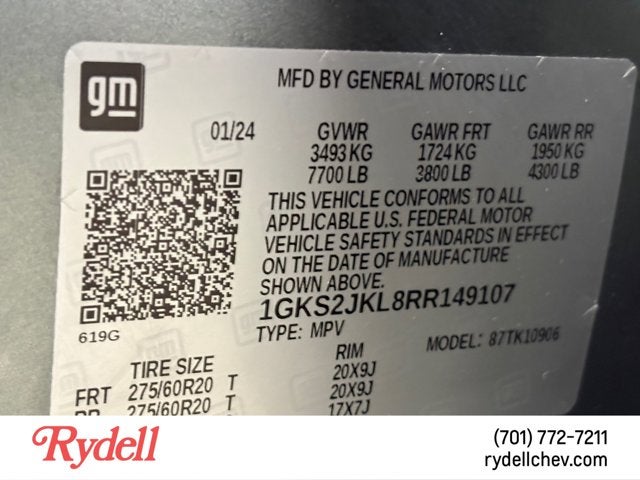 gm
MFD BY GENERAL MOTORS LLC
01/24 GVWR GAWR FRT GAWR RR
3493 KG 1724 KG 1950 KG
7700 LB 3800 LB 4300 LB
THIS VEHICLE CONFORMS TO ALL
APPLICABLE U.S. FEDERAL MOTOR
VEHICLE SAFETY STANDARDS IN EFFECT
ON THE DATE OF MANUFACTURE
SHOWN ABOVE.
1GKS2JKL8RR149107
619G TYPE: MPV MODEL: 87TK10906
TIRE SIZE RIM
FRT 275/60R20 T 20X9J
RR 275/60R20 T 20X9J
17X7J
Rydell
(701) 772-7211
rydellchev.com